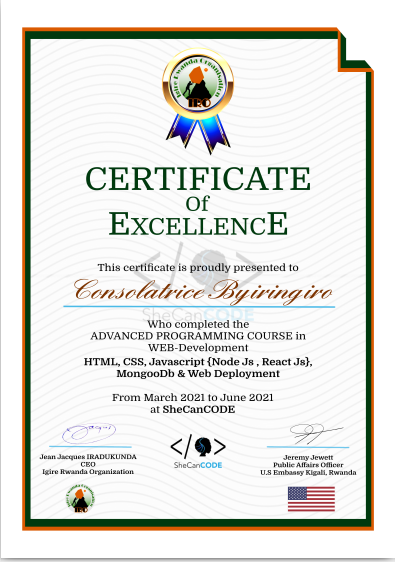 Igire Rwanda Organisation
IRO
CERTIFICATE
Of
EXCELLENCE
This certificate is proudly presented to
Consolatrice Byiringiro
SheCanCODE
Who completed the
ADVANCED PROGRAMMING COURSE in
WEB-Development
HTML, CSS, Javascript {Node Js , React Js},
MongooDb & Web Deployment
From March 2021 to June 2021
at SheCanCODE
Jean Jacques IRADUKUNDA
CEO
Igire Rwanda Organization
SheCanCODE
Jeremy Jewett
Public Affairs Officer
U.S Embassy Kigali, Rwanda
IRO